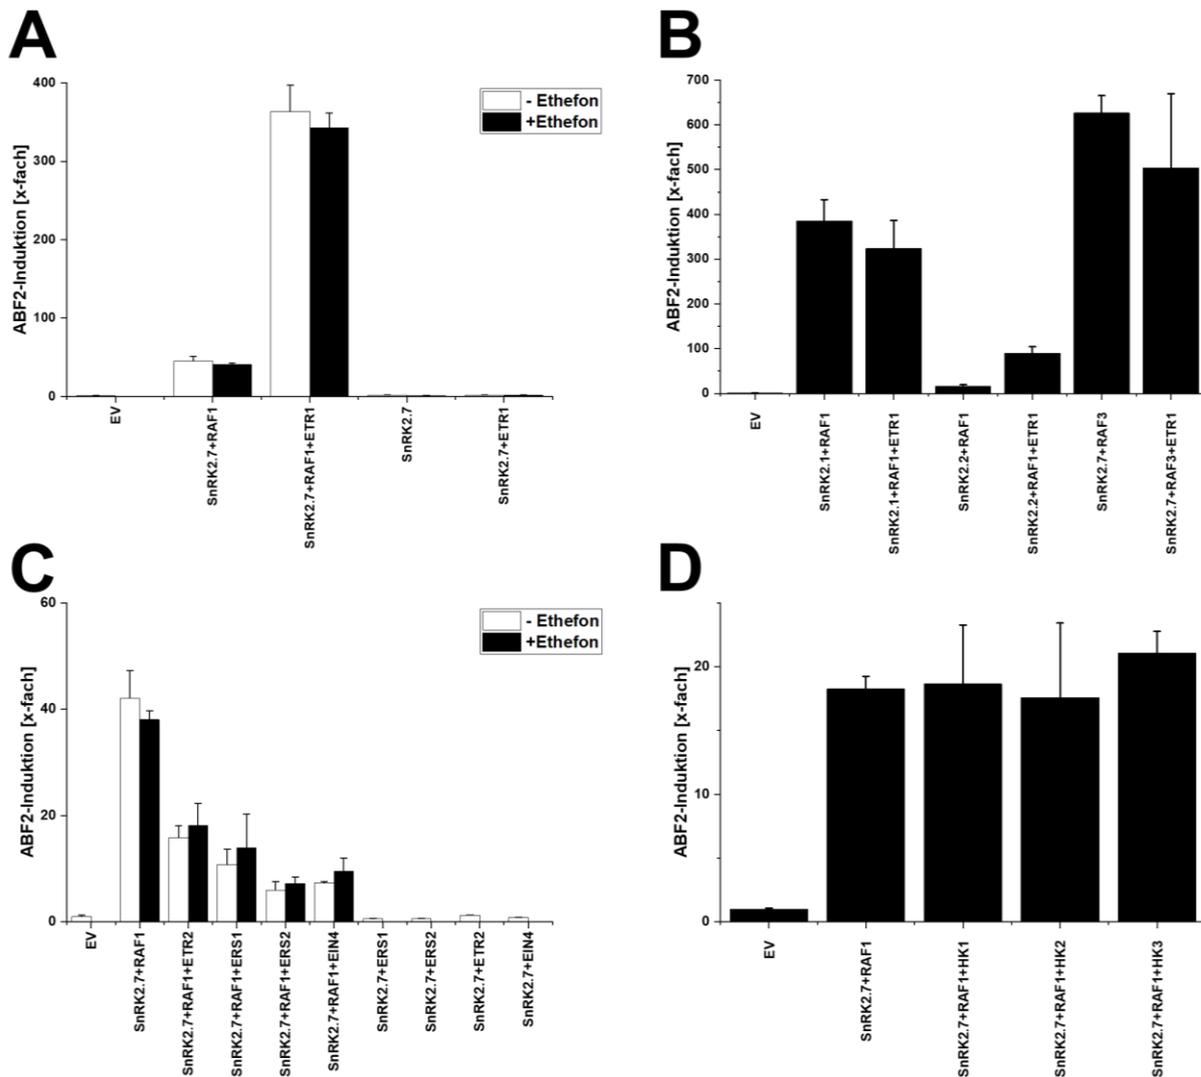 A
ABF2-Induktion [x-fach]
400
300
200
100
0
- Ethefon
+Ethefon
EV
SnRK2.7+RAF1
SnRK2.7+RAF1+ETR1
SnRK2.7
SnRK2.7+ETR1
B
ABF2-Induktion [x-fach]
700
600
500
400
300
200
100
0
EV
SnRK2.1+RAF1
SnRK2.1+RAF1+ETR1
SnRK2.2+RAF1
SnRK2.2+RAF1+ETR1
SnRK2.7+RAF3
SnRK2.7+RAF3+ETR1
C
ABF2-Induktion [x-fach]
60
40
20
0
- Ethefon
+Ethefon
EV
SnRK2.7+RAF1
SnRK2.7+RAF1+ETR2
SnRK2.7+RAF1+ERS1
SnRK2.7+RAF1+ERS2
SnRK2.7+RAF1+EIN4
SnRK2.7+ERS1
SnRK2.7+ERS2
SnRK2.7+ETR2
SnRK2.7+EIN4
D
ABF2-Induktion [x-fach]
20
10
0
EV
SnRK2.7+RAF1
SnRK2.7+RAF1+HK1
SnRK2.7+RAF1+HK2
SnRK2.7+RAF1+HK3